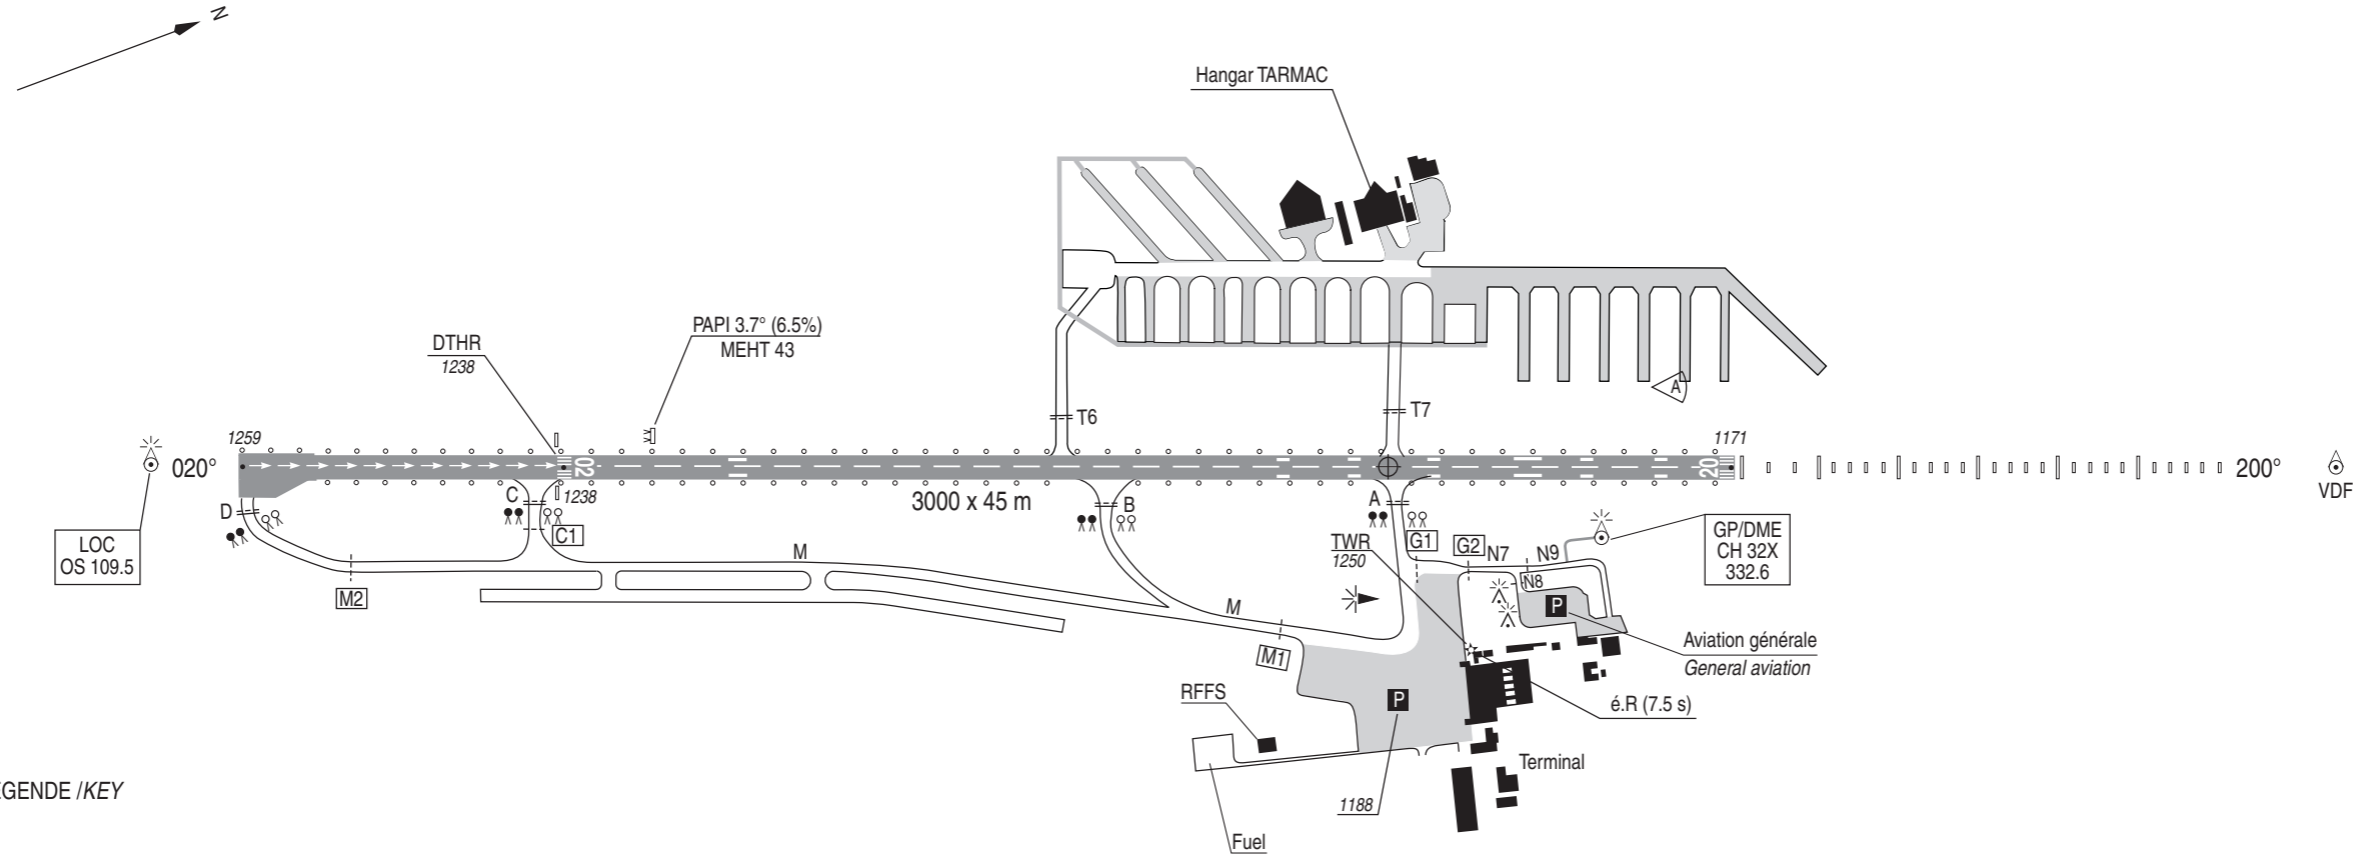 N
Hangar TARMAC
PAPI 3.7° (6.5%)
MEHT 43
DTHR
1238
A
T6
T7
1259
1171
020°
02
20
200°
VDF
C
1238
3000 x 45 m
B
A
D
C1
LOC
OS 109.5
M2
M
TWR
1250
G1
G2
N7
N9
N8
GP/DME
CH 32X
332.6
P
M
M1
Aviation générale
General aviation
RFFS
P
é.R (7.5 s)
Terminal
1188
Fuel
GENDE /KEY